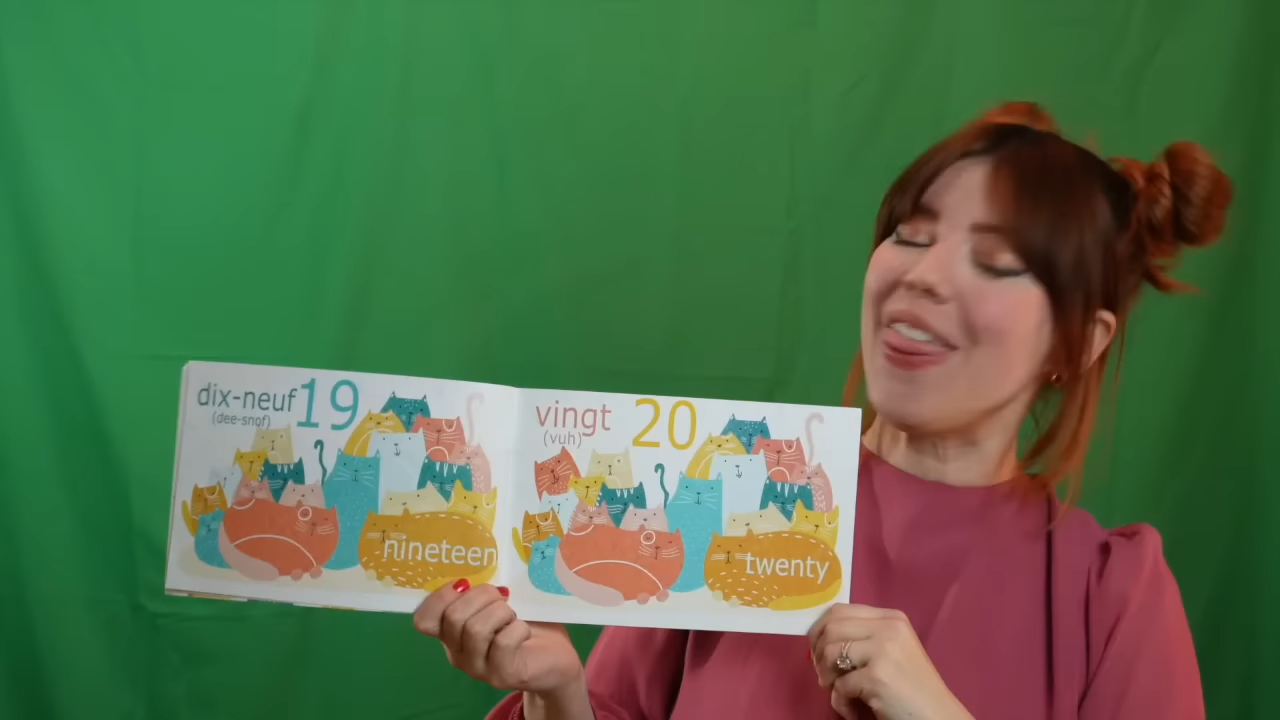 dix-neuf 19
(dee-snof)
nineteen
vingt 20
(vuh)
twenty